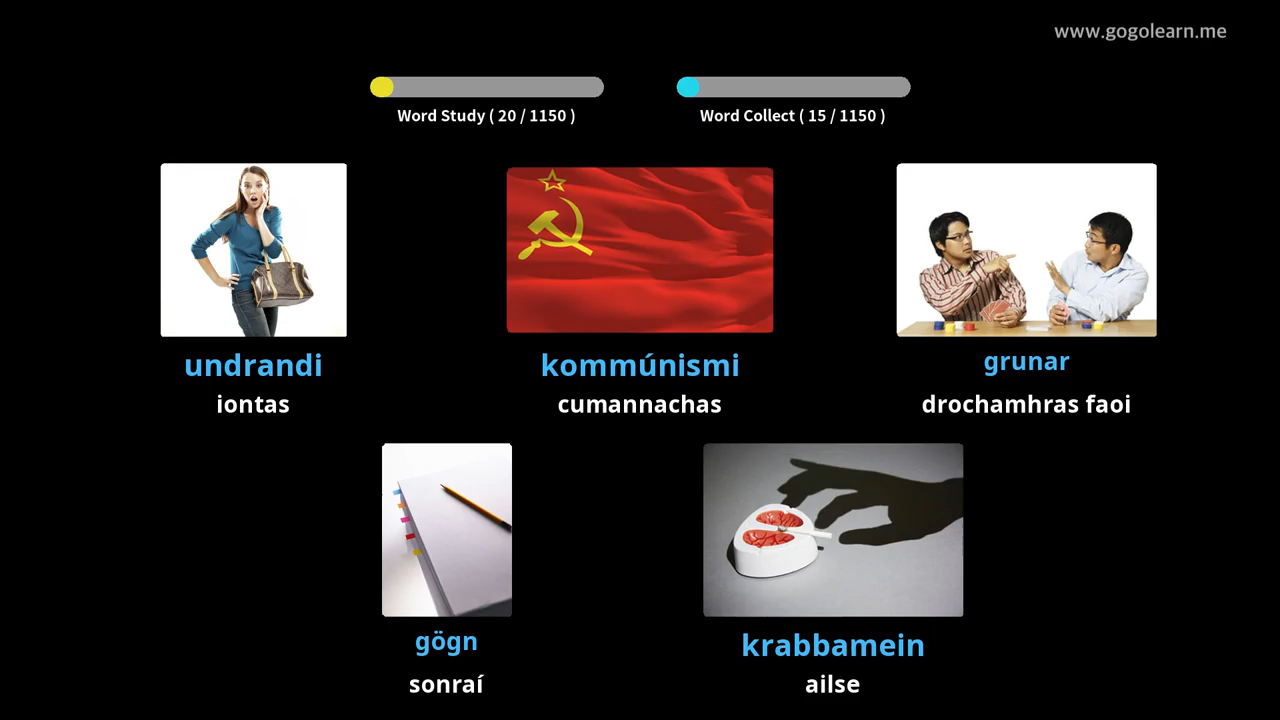 www.gogolearn.me
Word Study ( 20 / 1150 )
Word Collect ( 15 / 1150 )
undrandi
iontas
kommúnismi
cumannachas
grunar
drochamhras faoi
gögn
sonraí
krabbamein
ailse